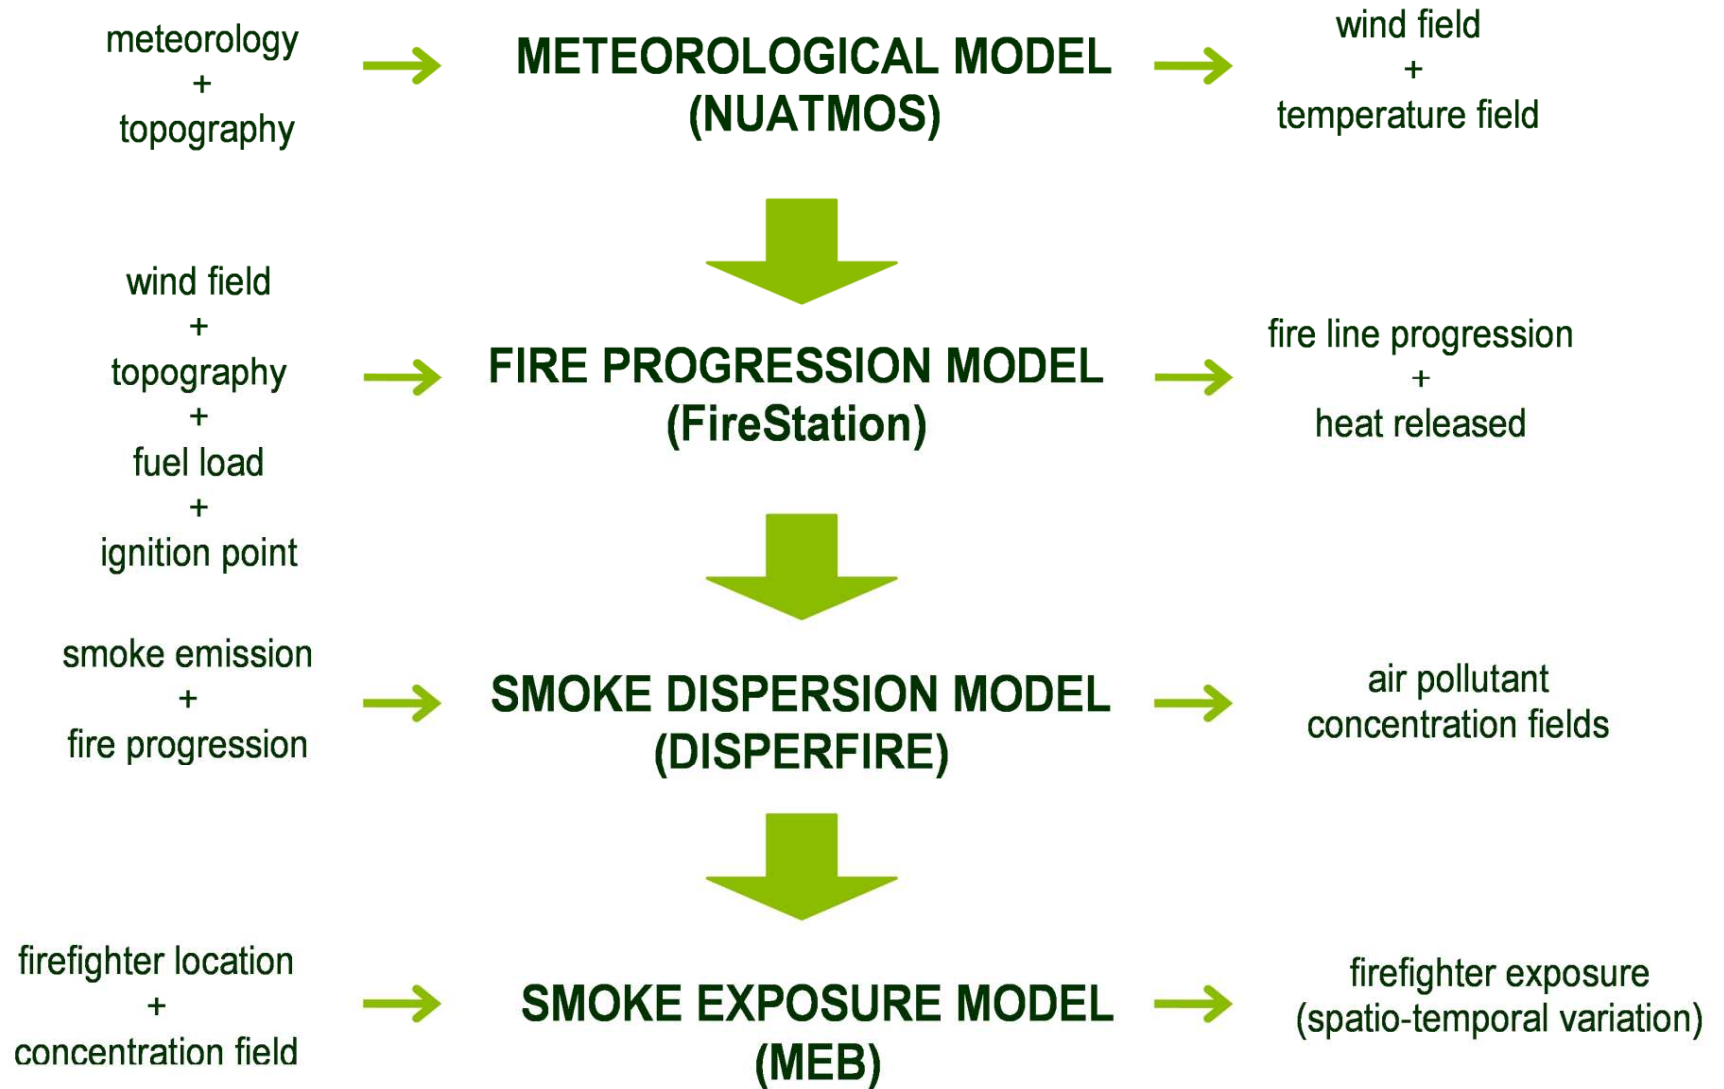 meteorology
+
topography
METEOROLOGICAL MODEL
(NUATMOS)
wind field
+
temperature field
wind field
+
topography
+
fuel load
+
ignition point
FIRE PROGRESSION MODEL
(FireStation)
fire line progression
+
heat released
smoke emission
+
fire progression
SMOKE DISPERSION MODEL
(DISPERFIRE)
air pollutant
concentration fields
firefighter location
+
concentration field
SMOKE EXPOSURE MODEL
(MEB)
firefighter exposure
(spatio-temporal variation)